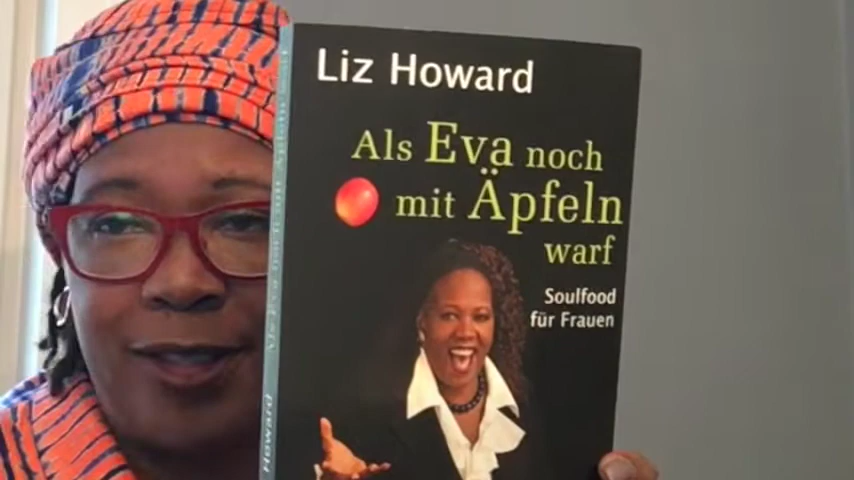 Liz Howard
Als Eva noch
mit Äpfeln
warf
Soulfood
für Frauen
Howard